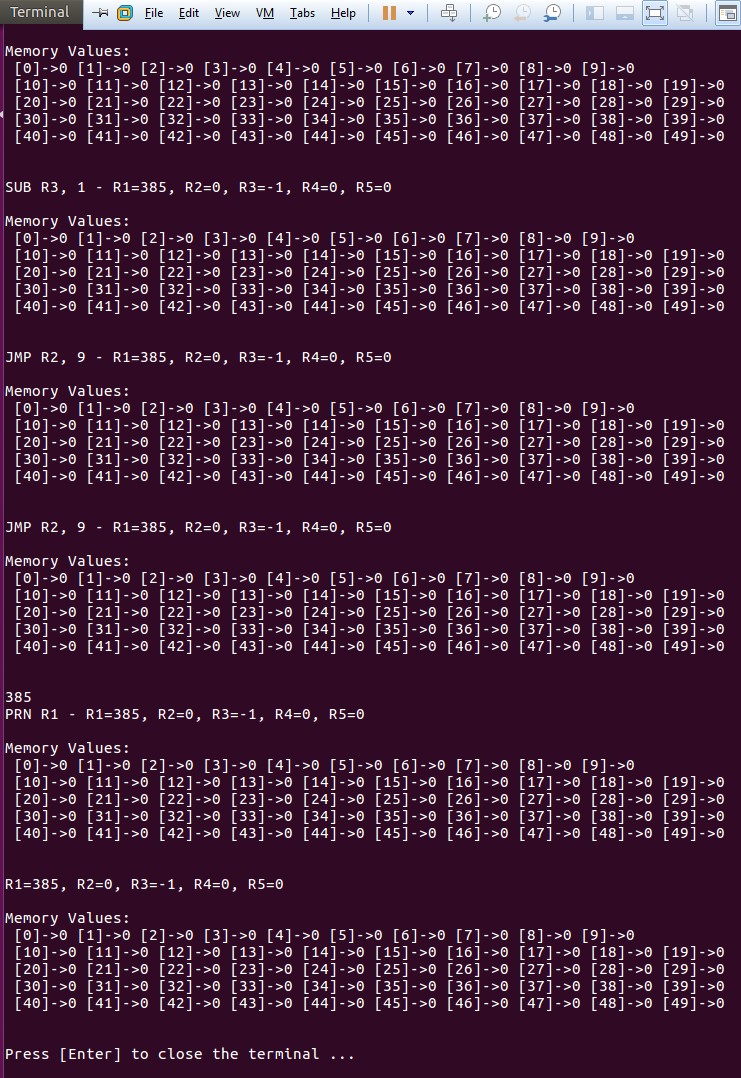 Terminal File Edit View VM Tabs Help
Memory Values:
[0]->0 [1]->0 [2]->0 [3]->0 [4]->0 [5]->0 [6]->0 [7]->0 [8]->0 [9]->0
[10]->0 [11]->0 [12]->0 [13]->0 [14]->0 [15]->0 [16]->0 [17]->0 [18]->0 [19]->0
[20]->0 [21]->0 [22]->0 [23]->0 [24]->0 [25]->0 [26]->0 [27]->0 [28]->0 [29]->0
[30]->0 [31]->0 [32]->0 [33]->0 [34]->0 [35]->0 [36]->0 [37]->0 [38]->0 [39]->0
[40]->0 [41]->0 [42]->0 [43]->0 [44]->0 [45]->0 [46]->0 [47]->0 [48]->0 [49]->0
SUB R3, 1 - R1=385, R2=0, R3=-1, R4=0, R5=0
Memory Values:
[0]->0 [1]->0 [2]->0 [3]->0 [4]->0 [5]->0 [6]->0 [7]->0 [8]->0 [9]->0
[10]->0 [11]->0 [12]->0 [13]->0 [14]->0 [15]->0 [16]->0 [17]->0 [18]->0 [19]->0
[20]->0 [21]->0 [22]->0 [23]->0 [24]->0 [25]->0 [26]->0 [27]->0 [28]->0 [29]->0
[30]->0 [31]->0 [32]->0 [33]->0 [34]->0 [35]->0 [36]->0 [37]->0 [38]->0 [39]->0
[40]->0 [41]->0 [42]->0 [43]->0 [44]->0 [45]->0 [46]->0 [47]->0 [48]->0 [49]->0
JMP R2, 9 - R1=385, R2=0, R3=-1, R4=0, R5=0
Memory Values:
[0]->0 [1]->0 [2]->0 [3]->0 [4]->0 [5]->0 [6]->0 [7]->0 [8]->0 [9]->0
[10]->0 [11]->0 [12]->0 [13]->0 [14]->0 [15]->0 [16]->0 [17]->0 [18]->0 [19]->0
[20]->0 [21]->0 [22]->0 [23]->0 [24]->0 [25]->0 [26]->0 [27]->0 [28]->0 [29]->0
[30]->0 [31]->0 [32]->0 [33]->0 [34]->0 [35]->0 [36]->0 [37]->0 [38]->0 [39]->0
[40]->0 [41]->0 [42]->0 [43]->0 [44]->0 [45]->0 [46]->0 [47]->0 [48]->0 [49]->0
JMP R2, 9 - R1=385, R2=0, R3=-1, R4=0, R5=0
Memory Values:
[0]->0 [1]->0 [2]->0 [3]->0 [4]->0 [5]->0 [6]->0 [7]->0 [8]->0 [9]->0
[10]->0 [11]->0 [12]->0 [13]->0 [14]->0 [15]->0 [16]->0 [17]->0 [18]->0 [19]->0
[20]->0 [21]->0 [22]->0 [23]->0 [24]->0 [25]->0 [26]->0 [27]->0 [28]->0 [29]->0
[30]->0 [31]->0 [32]->0 [33]->0 [34]->0 [35]->0 [36]->0 [37]->0 [38]->0 [39]->0
[40]->0 [41]->0 [42]->0 [43]->0 [44]->0 [45]->0 [46]->0 [47]->0 [48]->0 [49]->0
385
PRN R1 - R1=385, R2=0, R3=-1, R4=0, R5=0
Memory Values:
[0]->0 [1]->0 [2]->0 [3]->0 [4]->0 [5]->0 [6]->0 [7]->0 [8]->0 [9]->0
[10]->0 [11]->0 [12]->0 [13]->0 [14]->0 [15]->0 [16]->0 [17]->0 [18]->0 [19]->0
[20]->0 [21]->0 [22]->0 [23]->0 [24]->0 [25]->0 [26]->0 [27]->0 [28]->0 [29]->0
[30]->0 [31]->0 [32]->0 [33]->0 [34]->0 [35]->0 [36]->0 [37]->0 [38]->0 [39]->0
[40]->0 [41]->0 [42]->0 [43]->0 [44]->0 [45]->0 [46]->0 [47]->0 [48]->0 [49]->0
R1=385, R2=0, R3=-1, R4=0, R5=0
Memory Values:
[0]->0 [1]->0 [2]->0 [3]->0 [4]->0 [5]->0 [6]->0 [7]->0 [8]->0 [9]->0
[10]->0 [11]->0 [12]->0 [13]->0 [14]->0 [15]->0 [16]->0 [17]->0 [18]->0 [19]->0
[20]->0 [21]->0 [22]->0 [23]->0 [24]->0 [25]->0 [26]->0 [27]->0 [28]->0 [29]->0
[30]->0 [31]->0 [32]->0 [33]->0 [34]->0 [35]->0 [36]->0 [37]->0 [38]->0 [39]->0
[40]->0 [41]->0 [42]->0 [43]->0 [44]->0 [45]->0 [46]->0 [47]->0 [48]->0 [49]->0
Press [Enter] to close the terminal ...